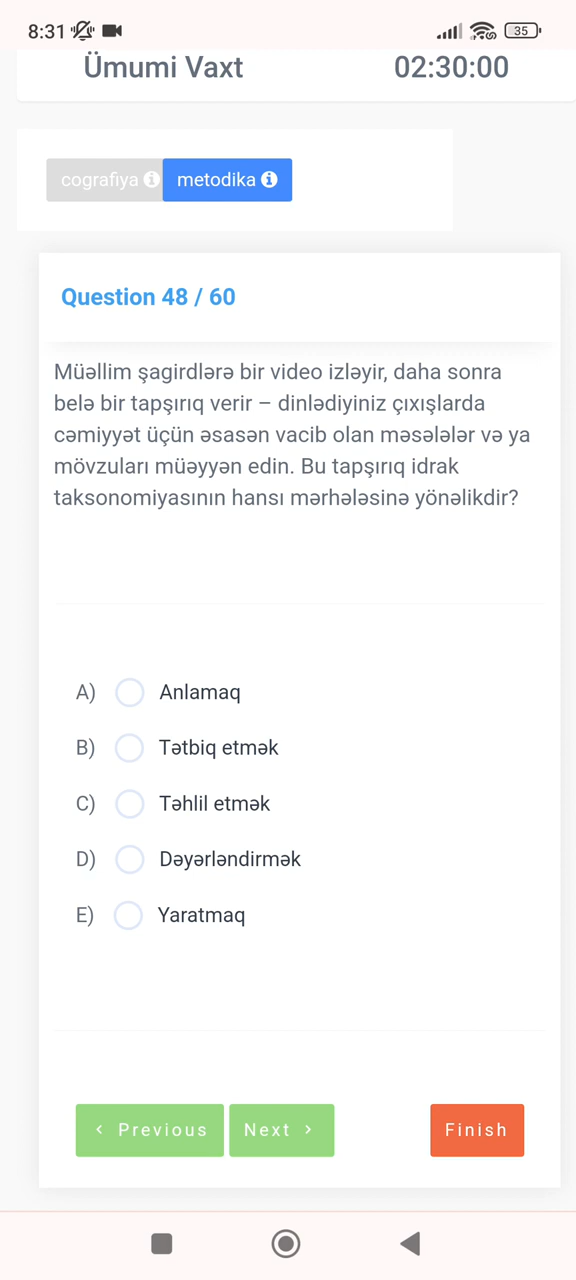 8:31
35
Ümumi Vaxt 02:30:00
cografiya metodika
Question 48 / 60
Müəllim şagirdlərə bir video izləyir, daha sonra
belə bir tapşırıq verir – dinlədiyiniz çıxışlarda
cəmiyyət üçün əsasən vacib olan məsələlər və ya
mövzuları müəyyən edin. Bu tapşırıq idrak
taksonomiyasının hansı mərhələsinə yönəlikdir?
A) Anlamaq
B) Tətbiq etmək
C) Təhlil etmək
D) Dəyərləndirmək
E) Yaratmaq
‹ Previous Next › Finish